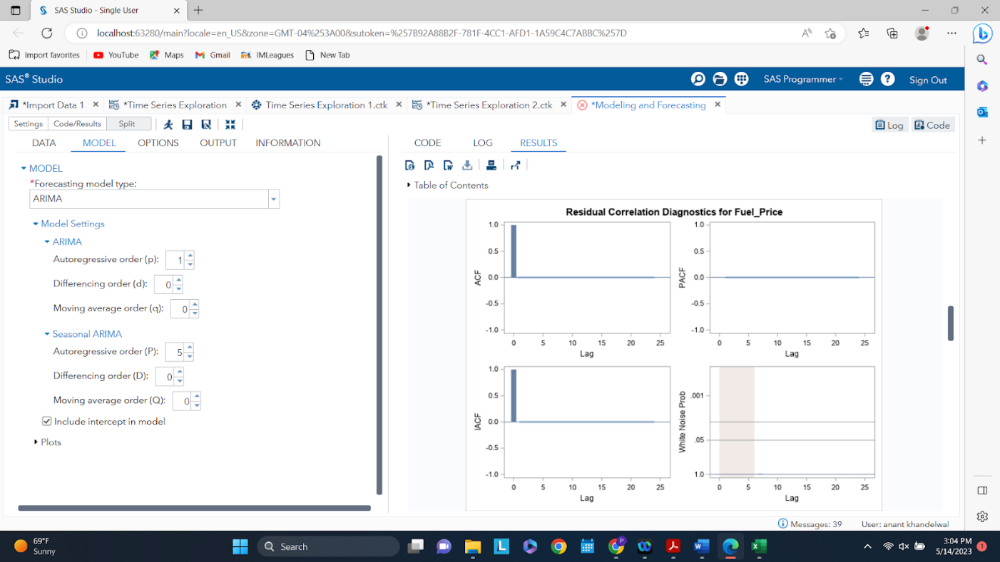 SAS Studio - Single User
localhost:63280/main?locale=en_US&zone=GMT-04%253A00&sutoken=%257B92A88B2F-781F-4CC1-AFD1-1A59C4C7ABBC%257D
Import favorites YouTube Maps Gmail IMLeagues New Tab
SAS® Studio
SAS Programmer Sign Out
*Import Data 1 *Time Series Exploration Time Series Exploration 1.ctk *Time Series Exploration 2.ctk *Modeling and Forecasting
Settings Code/Results Split
Log Code
DATA MODEL OPTIONS OUTPUT INFORMATION
MODEL
*Forecasting model type:
ARIMA
Model Settings
ARIMA
Autoregressive order (p): 1
Differencing order (d): 0
Moving average order (q): 0
Seasonal ARIMA
Autoregressive order (P): 5
Differencing order (D): 0
Moving average order (Q): 0
Include intercept in model
Plots
CODE LOG RESULTS
Table of Contents
Residual Correlation Diagnostics for Fuel_Price
1.0
0.5
0.0
-0.5
-1.0
ACF
0 5 10 15 20 25
Lag
1.0
0.5
0.0
-0.5
-1.0
PACF
0 5 10 15 20 25
Lag
1.0
0.5
0.0
-0.5
-1.0
IACF
0 5 10 15 20 25
Lag
.001
.05
1.0
White Noise Prob
0 5 10 15 20 25
Lag
Messages: 39 User: anant khandelwal
69°F
Sunny
Search
3:04 PM
5/14/2023
1